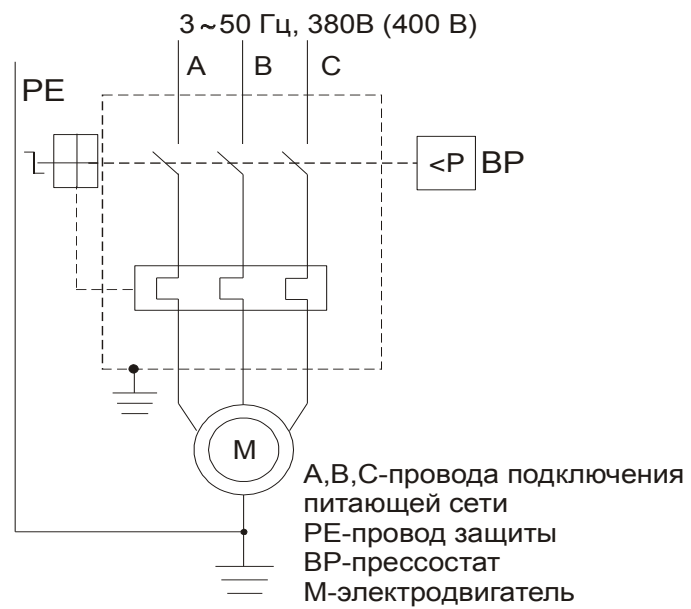 3~50 Гц, 380В (400 В)
A B C
PE
<P BP
M
A,B,C-провода подключения
питающей сети
PE-провод защиты
BP-прессостат
M-электродвигатель